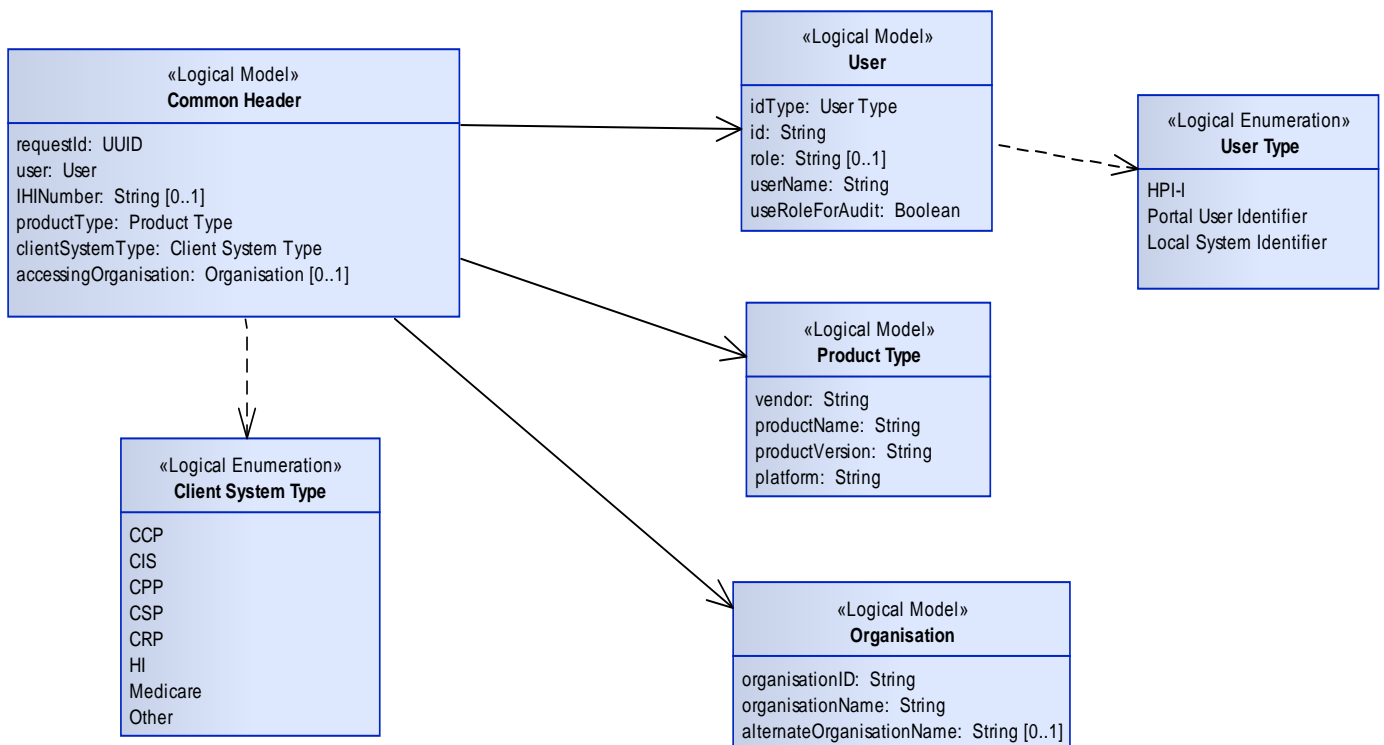 «Logical Model»
Common Header
requestId: UUID
user: User
IHINumber: String [0..1]
productType: Product Type
clientSystemType: Client System Type
accessingOrganisation: Organisation [0..1]
«Logical Model»
User
idType: User Type
id: String
role: String [0..1]
userName: String
useRoleForAudit: Boolean
«Logical Enumeration»
User Type
HPI-I
Portal User Identifier
Local System Identifier
«Logical Model»
Product Type
vendor: String
productName: String
productVersion: String
platform: String
«Logical Enumeration»
Client System Type
CCP
CIS
CPP
CSP
CRP
HI
Medicare
Other
«Logical Model»
Organisation
organisationID: String
organisationName: String
alternateOrganisationName: String [0..1]